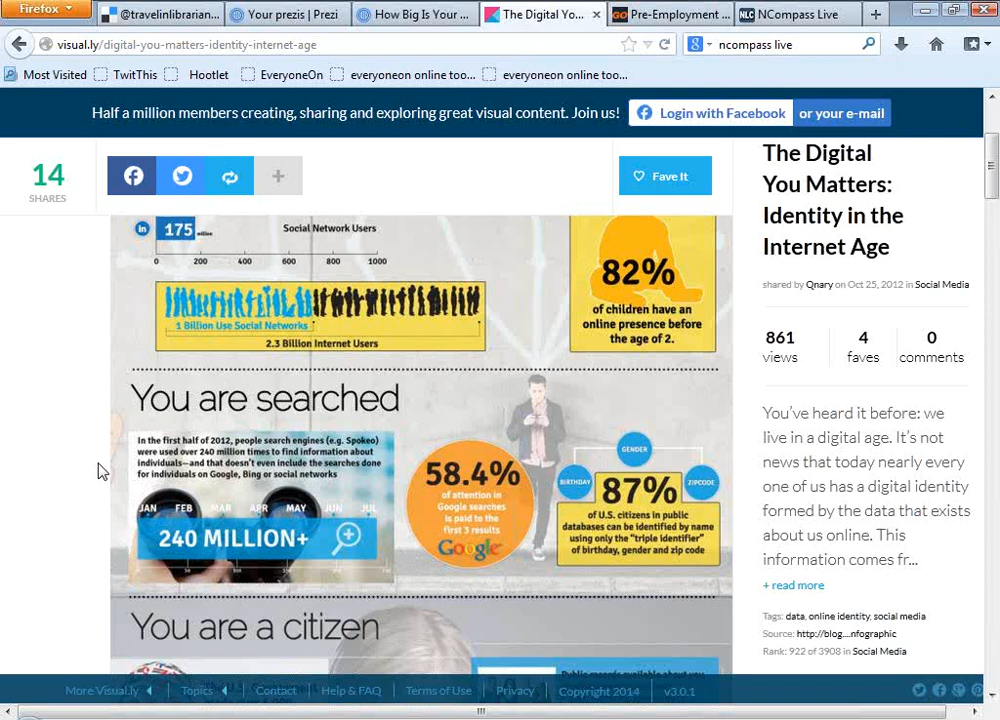 Firefox
@travelinlibrarian...
Your prezis | Prezi
How Big Is Your ...
The Digital Yo...
Pre-Employment ...
NCompass Live
visual.ly/digital-you-matters-identity-internet-age
ncompass live
Most Visited
TwitThis
Hootlet
EveryoneOn
everyoneon online too...
everyoneon online too...
Half a million members creating, sharing and exploring great visual content. Join us!
Login with Facebook
or your e-mail
14
SHARES
Fave It
The Digital
You Matters:
Identity in the
Internet Age
shared by Qnary on Oct 25, 2012 in Social Media
861
views
4
faves
0
comments
You've heard it before: we
live in a digital age. It's not
news that today nearly every
one of us has a digital identity
formed by the data that exists
about us online. This
information comes fr...
+ read more
Tags: data, online identity, social media
Source: http://blog....nfographic
Rank: 922 of 3908 in Social Media
in
175 million
Social Network Users
0 200 400 600 800 1000
1 Billion Use Social Networks
2.3 Billion Internet Users
82%
of children have an
online presence before
the age of 2.
You are searched
In the first half of 2012, people search engines (e.g. Spokeo)
were used over 240 million times to find information about
individuals—and that doesn't even include the searches done
for individuals on Google, Bing or social networks
JAN FEB MAR APR MAY JUN JUL
240 MILLION+
58.4%
of attention in
Google searches
is paid to the
first 3 results
Google
GENDER
BIRTHDAY
ZIPCODE
87%
of U.S. citizens in public
databases can be identified by name
using only the "triple identifier"
of birthday, gender and zip code
You are a citizen
More Visual.ly
Topics
Contact
Help & FAQ
Terms of Use
Privacy
Copyright 2014
v3.0.1